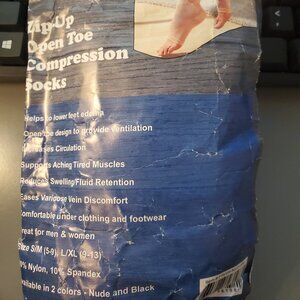 Zip-Up
Open Toe
Compression
Socks
Helps to lower feet edema
Open toe design to provide ventilation
Increases Circulation
Supports Aching Tired Muscles
Reduces Swelling/Fluid Retention
Eases Varicose Vein Discomfort
Comfortable under clothing and footwear
Great for men & women
Size S/M (5-9), L/XL (9-13)
% Nylon, 10% Spandex
Available in 2 colors - Nude and Black